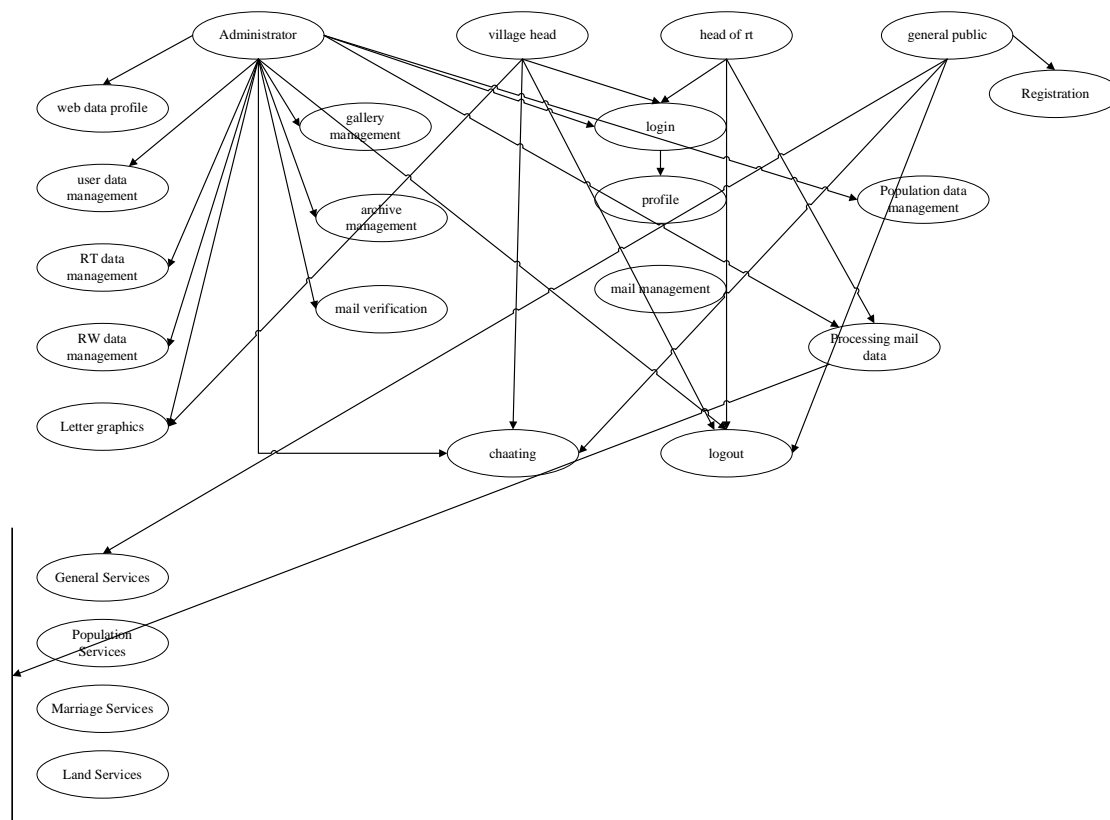 Administrator
village head
head of rt
general public
web data profile
gallery
management
login
Registration
user data
management
archive
management
profile
Population data
management
RT data
management
mail verification
mail management
RW data
management
Processing mail
data
Letter graphics
chaating
logout
General Services
Population
Services
Marriage Services
Land Services